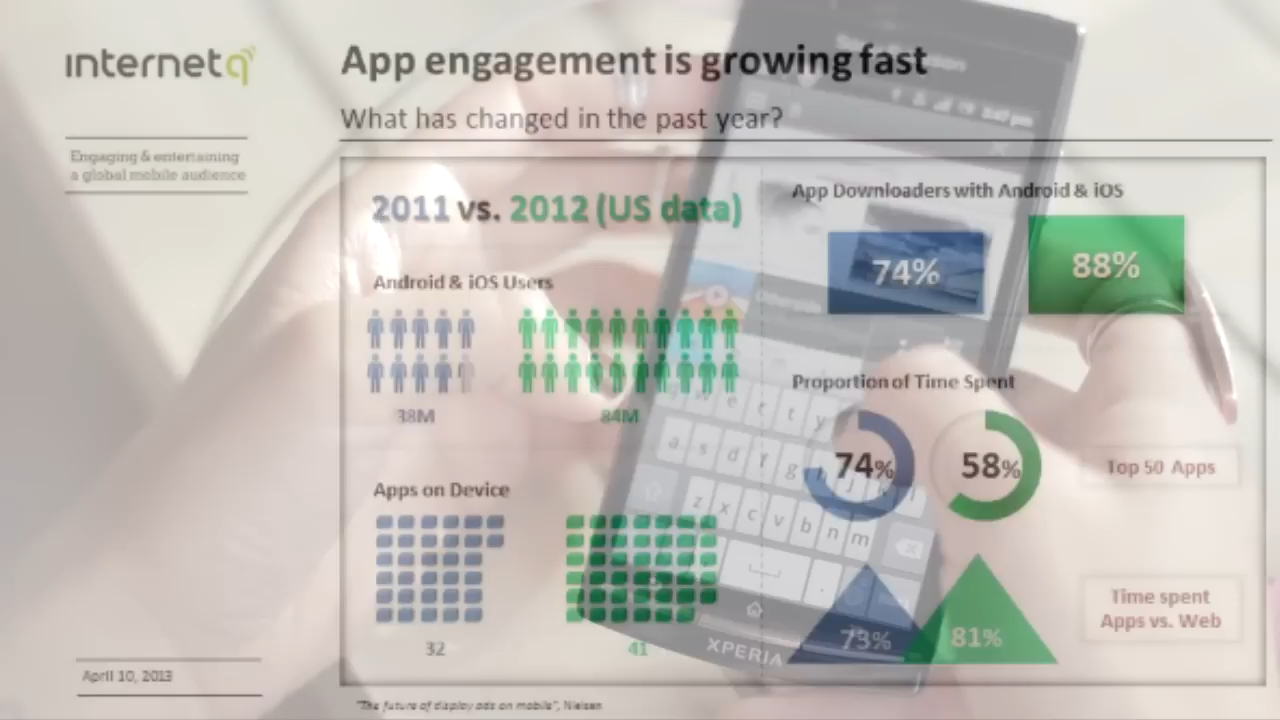 internetq
Engaging & entertaining
a global mobile audience
April 10, 2013
App engagement is growing fast
What has changed in the past year?
2011 vs. 2012 (US data)
Android & iOS Users
38M
84M
Apps on Device
32
41
App Downloaders with Android & iOS
74%
88%
Proportion of Time Spent
74%
58%
Top 50 Apps
73%
81%
Time spent
Apps vs. Web
"The future of display ads on mobile", Nielsen
w e t t y
a s d f g h j k l
z x c v b n m
XPERIA